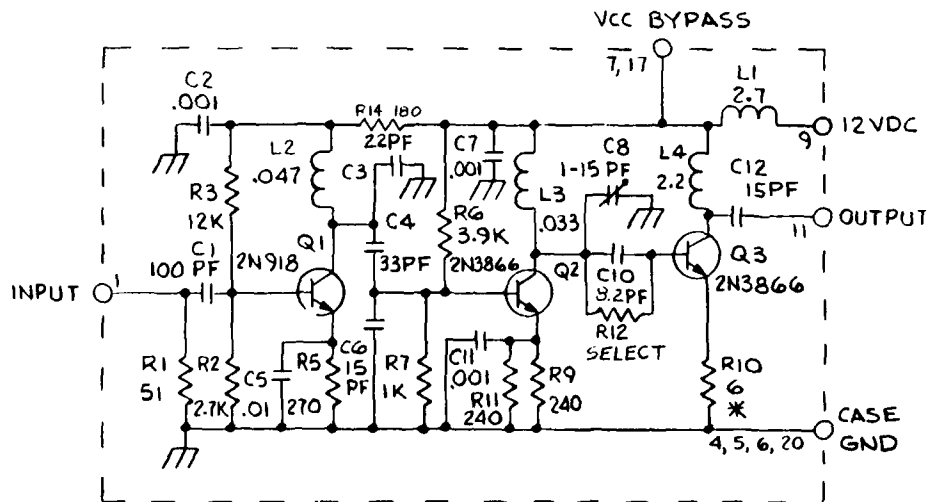 VCC BYPASS
7, 17
C2
.001
R14 180
L1
2.7
9
12VDC
L2
.047
22PF
C3
C7
.001
C8
1-15 PF
L4
2.2
C12
15PF
R3
12K
C4
R6
3.9K
L3
.033
11
OUTPUT
C1
100 PF
2N918
Q1
33PF
2N3866
Q2
C10
8.2PF
Q3
2N3866
INPUT
1
R12
SELECT
R1
51
R2
2.7K
C5
.01
R5
270
C6
15
PF
R7
1K
C11
.001
R11
240
R9
240
R10
6
*
4, 5, 6, 20
CASE
GND